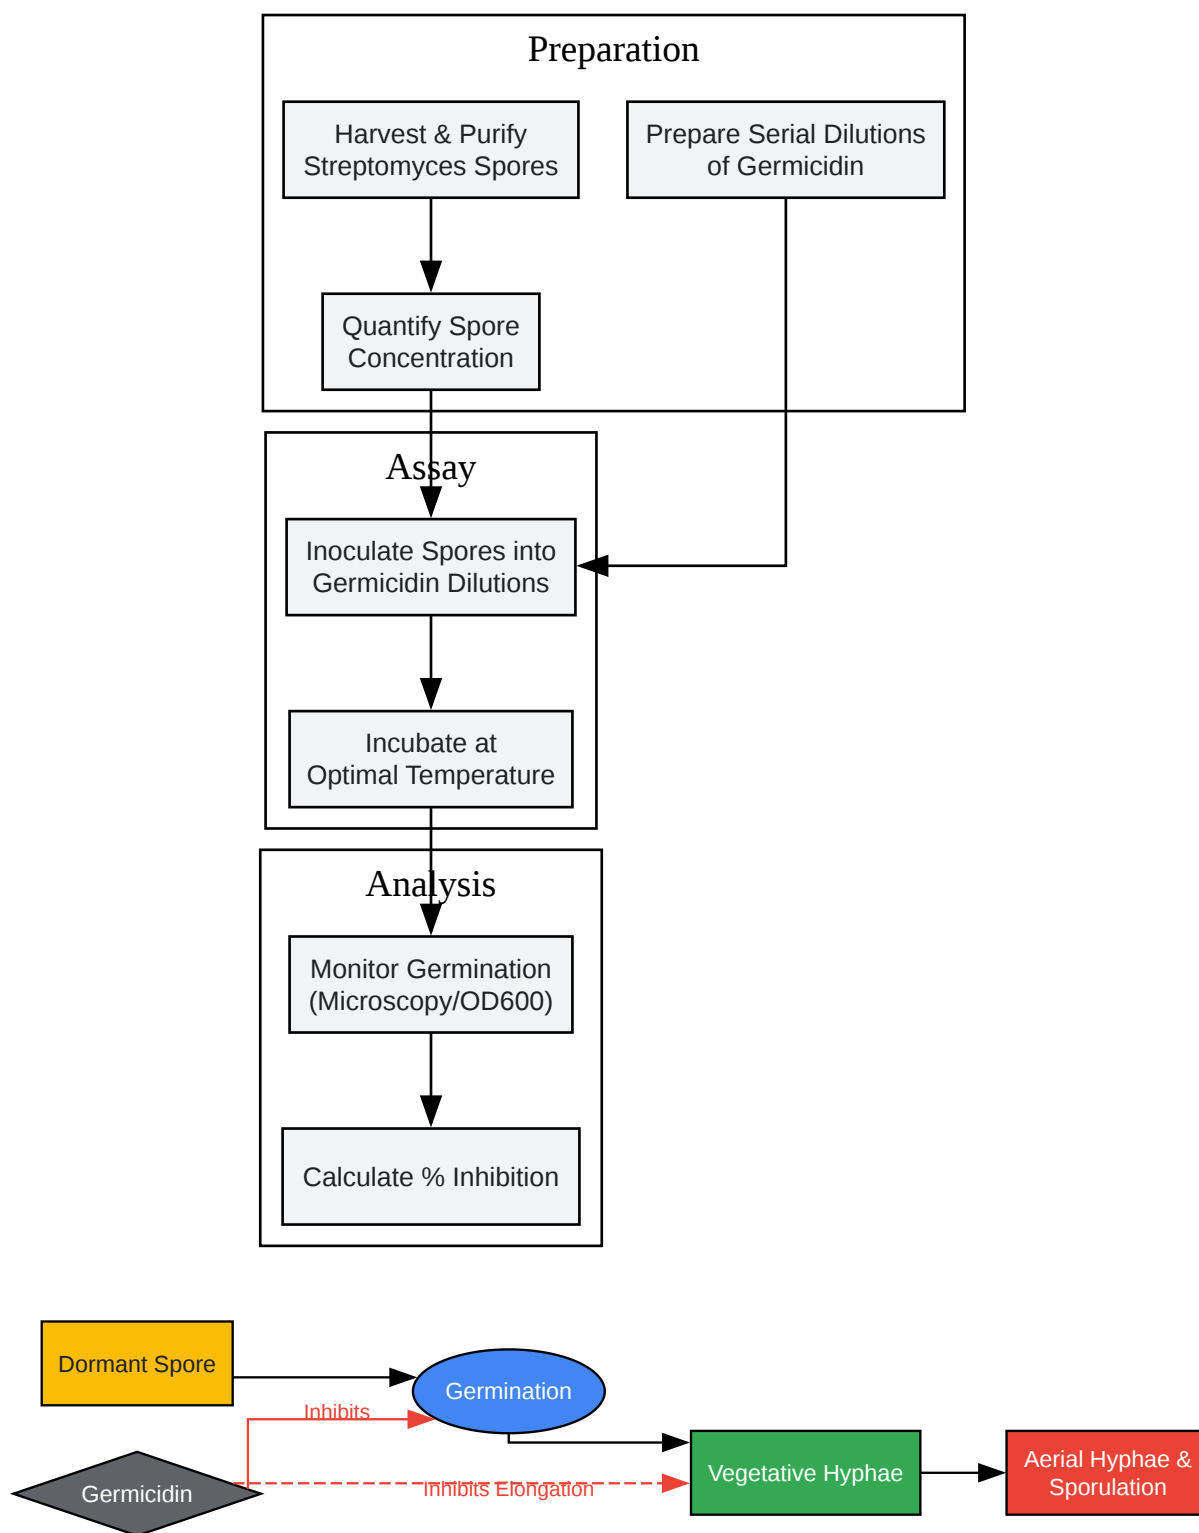 Preparation
Harvest & Purify
Streptomyces Spores
Prepare Serial Dilutions
of Germicidin
Quantify Spore
Concentration
Assay
Inoculate Spores into
Germicidin Dilutions
Incubate at
Optimal Temperature
Analysis
Monitor Germination
(Microscopy/OD600)
Calculate % Inhibition
Dormant Spore
Germination
Inhibits
Germicidin
Inhibits Elongation
Vegetative Hyphae
Aerial Hyphae &
Sporulation